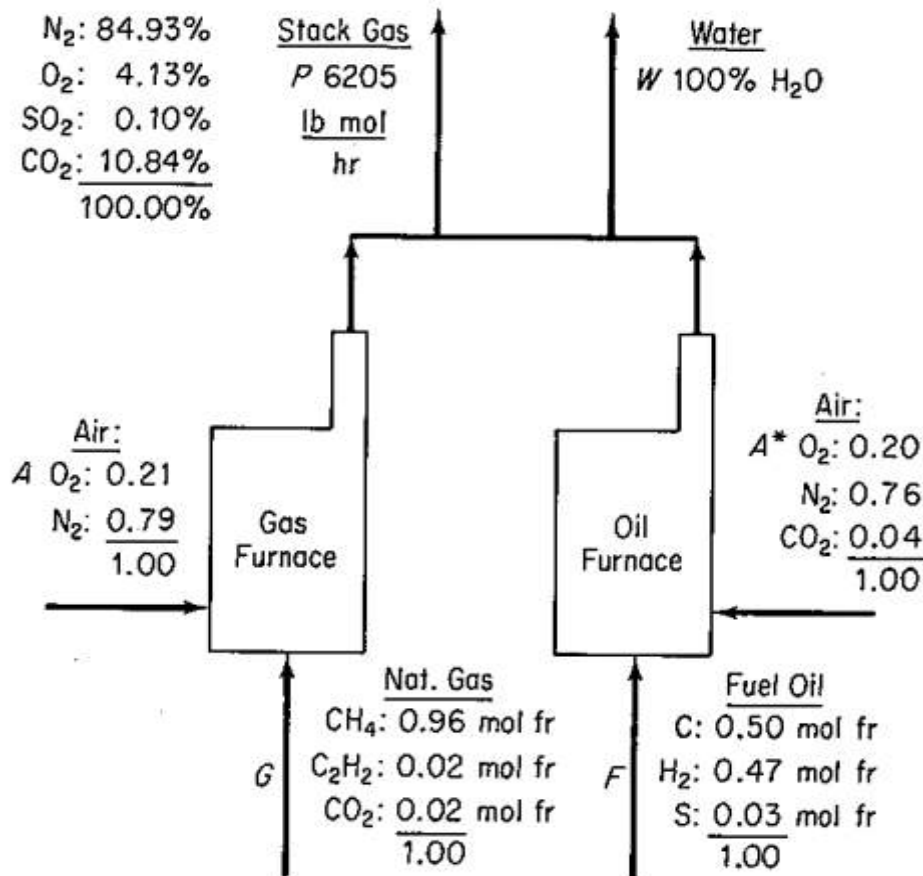 N₂: 84.93%
O₂: 4.13%
SO₂: 0.10%
CO₂: 10.84%
100.00%
Stack Gas
P 6205
lb mol
hr
Water
W 100% H₂O
Air:
A O₂: 0.21
N₂: 0.79
1.00
Gas
Furnace
Oil
Furnace
Air:
A* O₂: 0.20
N₂: 0.76
CO₂: 0.04
1.00
G
Nat. Gas
CH₄: 0.96 mol fr
C₂H₂: 0.02 mol fr
CO₂: 0.02 mol fr
1.00
F
Fuel Oil
C: 0.50 mol fr
H₂: 0.47 mol fr
S: 0.03 mol fr
1.00